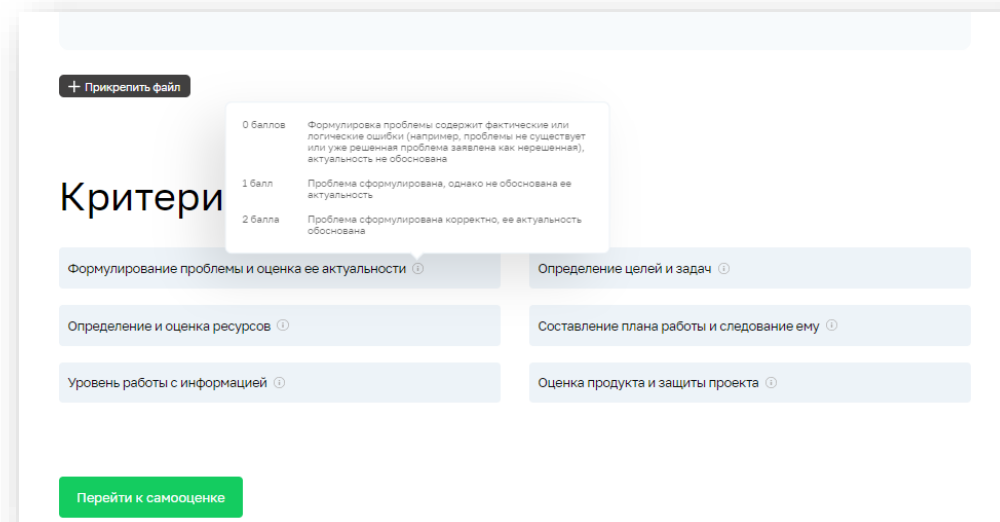 + Прикрепить файл
0 баллов Формулировка проблемы содержит фактические или
логические ошибки (например, проблемы не существует
или уже решенная проблема заявлена как нерешенная),
актуальность не обоснована
1 балл Проблема сформулирована, однако не обоснована ее
актуальность
2 балла Проблема сформулирована корректно, ее актуальность
обоснована
Критери
Формулирование проблемы и оценка ее актуальности
Определение целей и задач
Определение и оценка ресурсов
Составление плана работы и следование ему
Уровень работы с информацией
Оценка продукта и защиты проекта
Перейти к самооценке